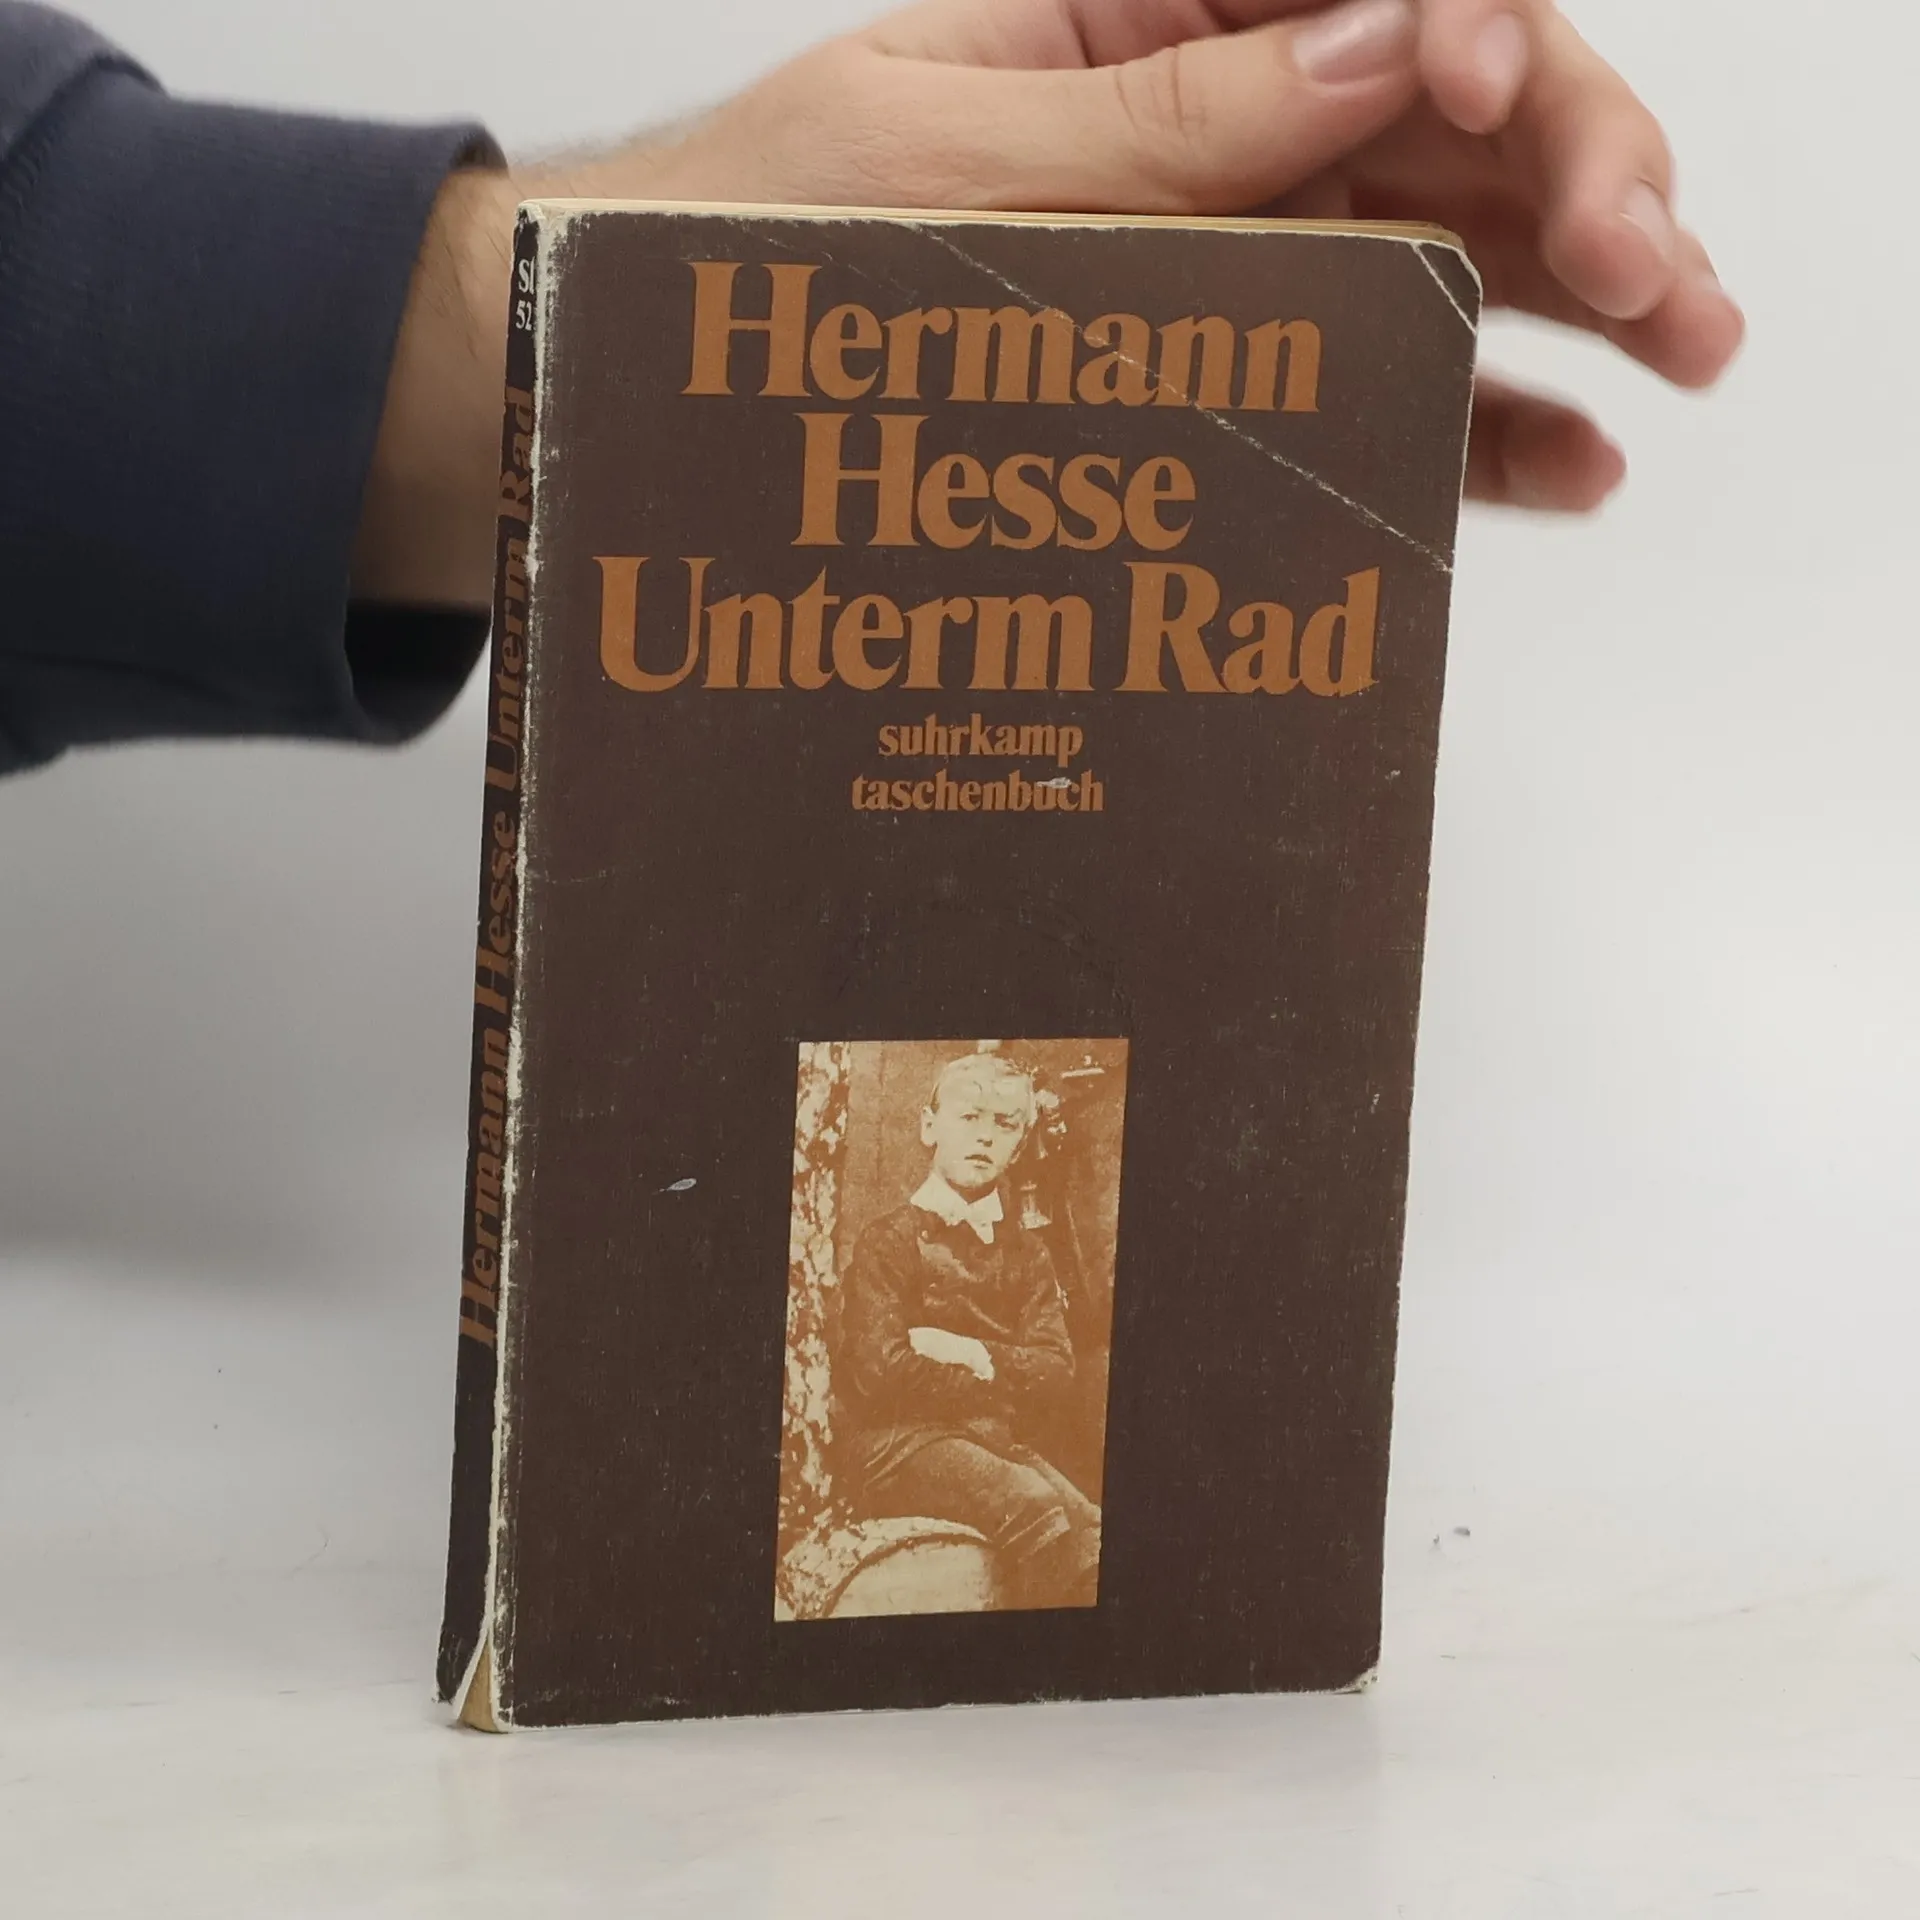 Hermann
Hesse
Unterm Rad
suhrkamp
taschenbuch
Hermann Hesse Unterm Rad